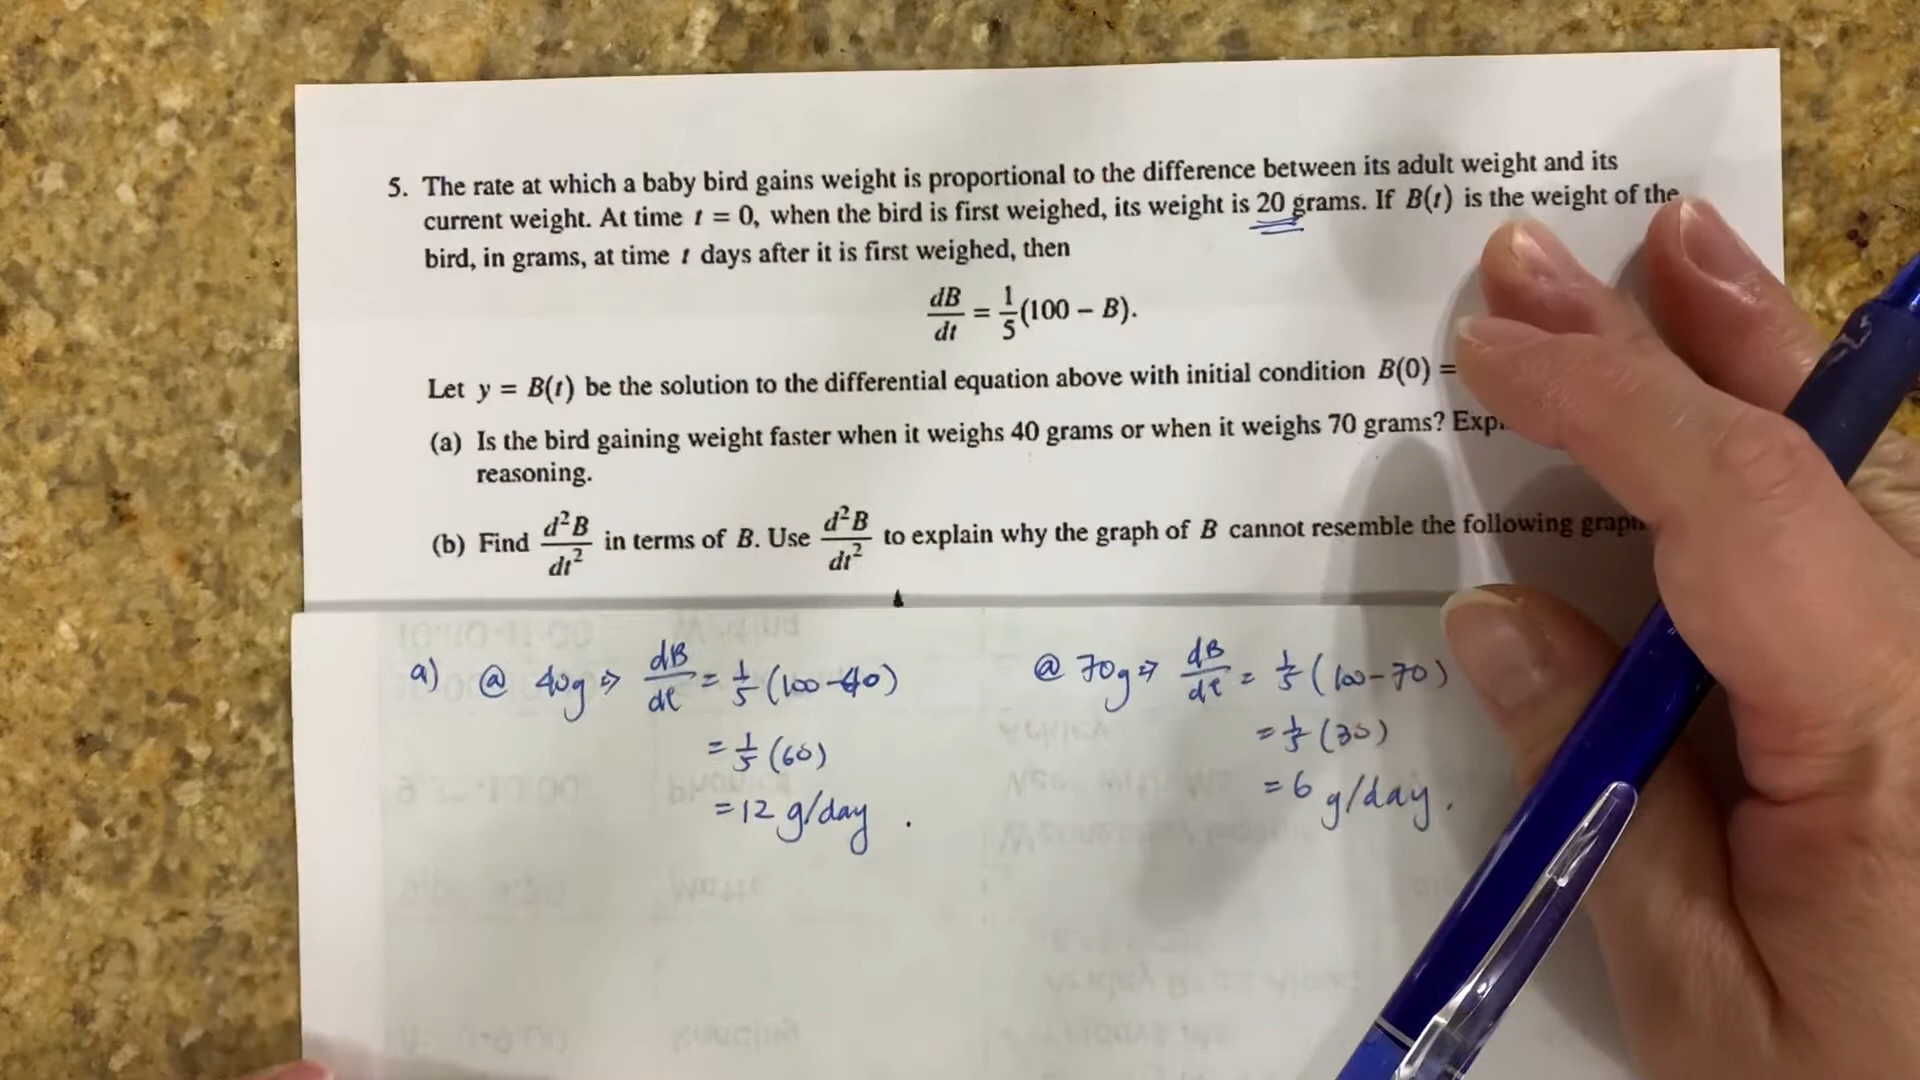 5. The rate at which a baby bird gains weight is proportional to the difference between its adult weight and its
current weight. At time t = 0, when the bird is first weighed, its weight is 20 grams. If B(t) is the weight of the
bird, in grams, at time t days after it is first weighed, then
dB/dt = 1/5(100 – B).
Let y = B(t) be the solution to the differential equation above with initial condition B(0) =
(a) Is the bird gaining weight faster when it weighs 40 grams or when it weighs 70 grams?
reasoning.
(b) Find d²B/dt² in terms of B. Use d²B/dt² to explain why the graph of B cannot resemble the following
a) @ 40g ⇒ dB/dt = 1/5 (100-40)
= 1/5 (60)
= 12 g/day .
@ 70g ⇒ dB/dt = 1/5 (100-70)
= 1/5 (30)
= 6 g/day .